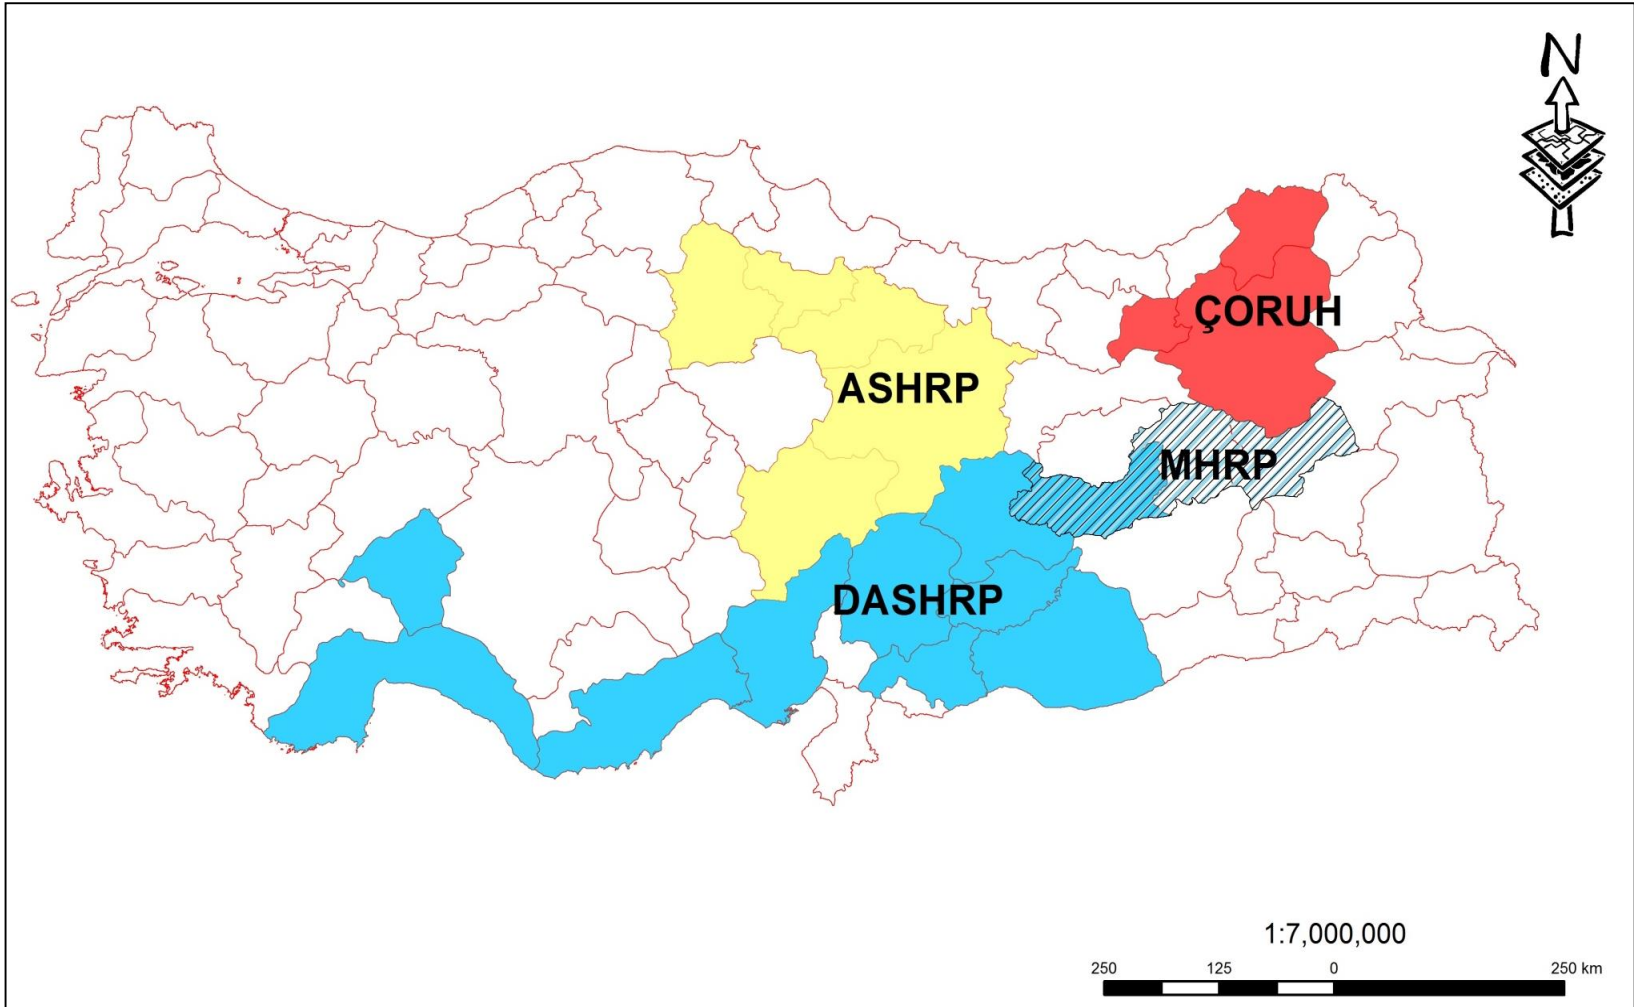 N
ÇORUH
ASHRP
MHRP
DASHRP
1:7,000,000
250 125 0 250 km